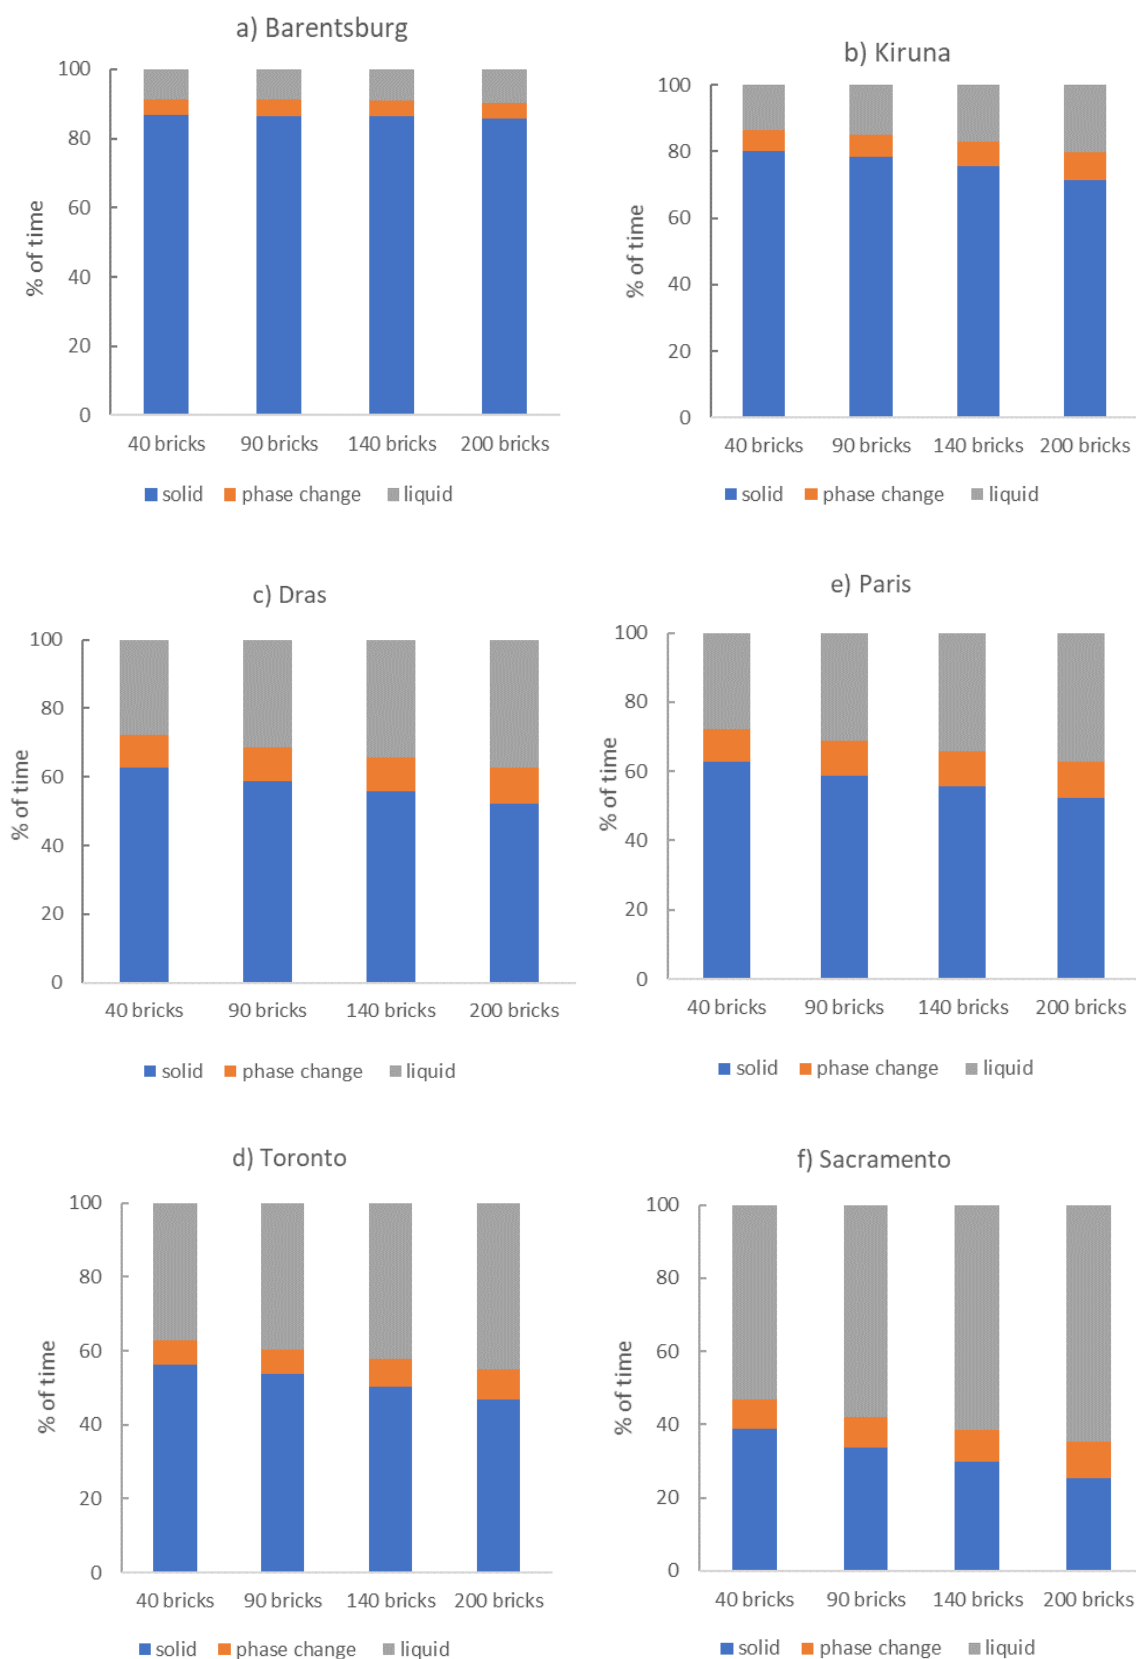 a) Barentsburg
100
80
60
40
20
0
% of time
40 bricks 90 bricks 140 bricks 200 bricks
solid phase change liquid
b) Kiruna
100
80
60
40
20
0
% of time
40 bricks 90 bricks 140 bricks 200 bricks
solid phase change liquid
c) Dras
100
80
60
40
20
0
% of time
40 bricks 90 bricks 140 bricks 200 bricks
solid phase change liquid
e) Paris
100
80
60
40
20
0
% of time
40 bricks 90 bricks 140 bricks 200 bricks
solid phase change liquid
d) Toronto
100
80
60
40
20
0
% of time
40 bricks 90 bricks 140 bricks 200 bricks
solid phase change liquid
f) Sacramento
100
80
60
40
20
0
% of time
40 bricks 90 bricks 140 bricks 200 bricks
solid phase change liquid